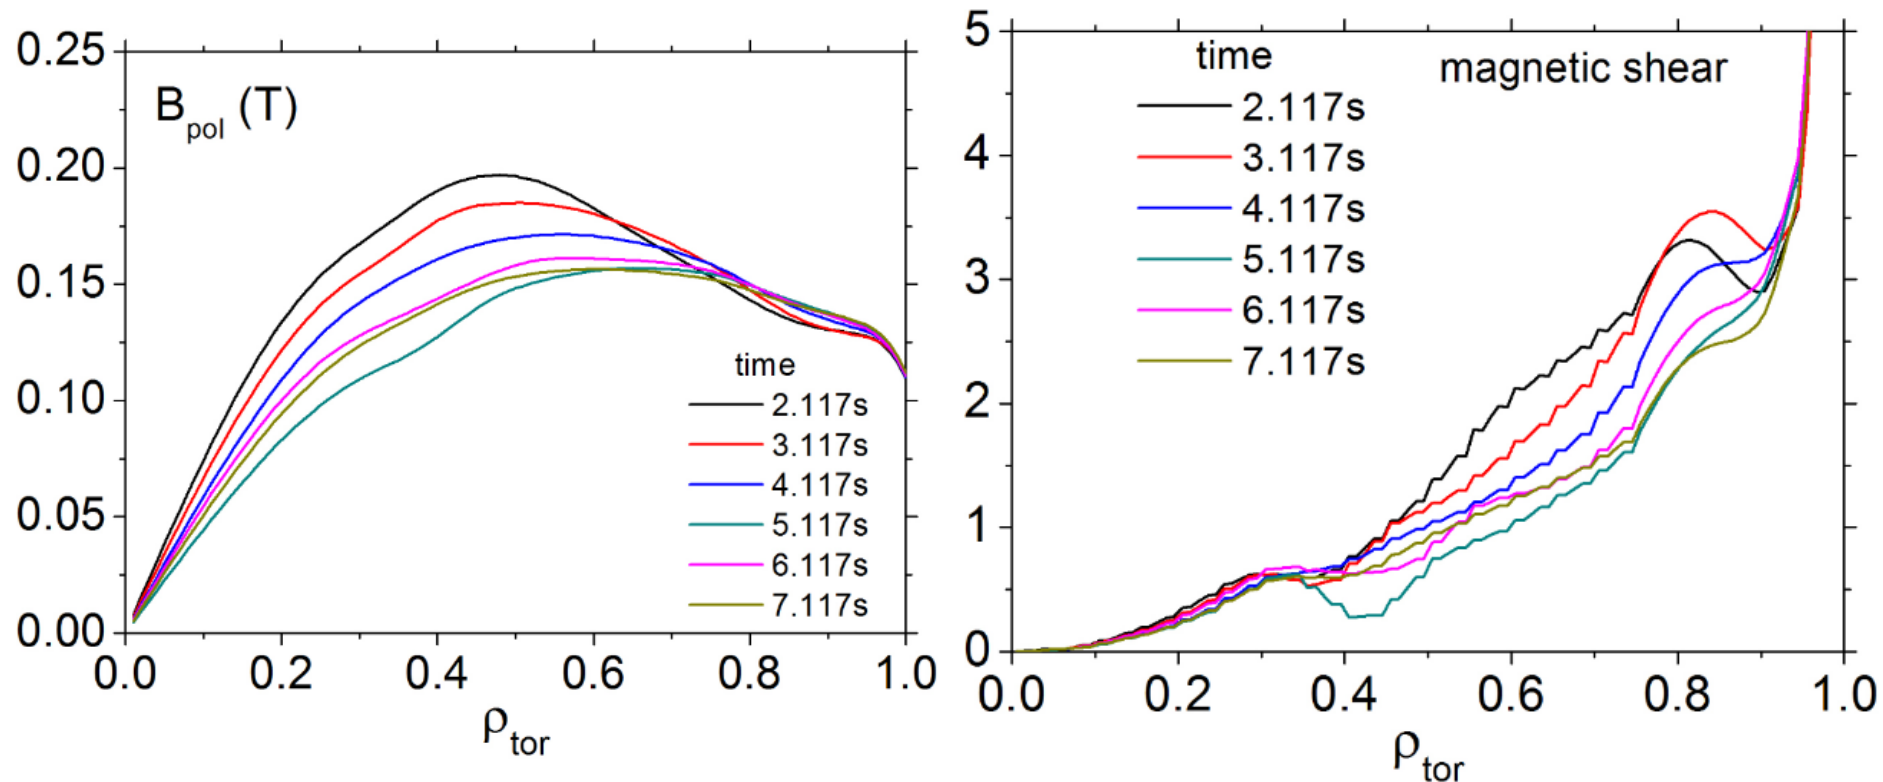 B_pol (T)
0.25
0.20
0.15
0.10
0.05
0.00
time
2.117s
3.117s
4.117s
5.117s
6.117s
7.117s
0.0 0.2 0.4 0.6 0.8 1.0
ρ_tor
magnetic shear
5
4
3
2
1
0
time
2.117s
3.117s
4.117s
5.117s
6.117s
7.117s
0.0 0.2 0.4 0.6 0.8 1.0
ρ_tor